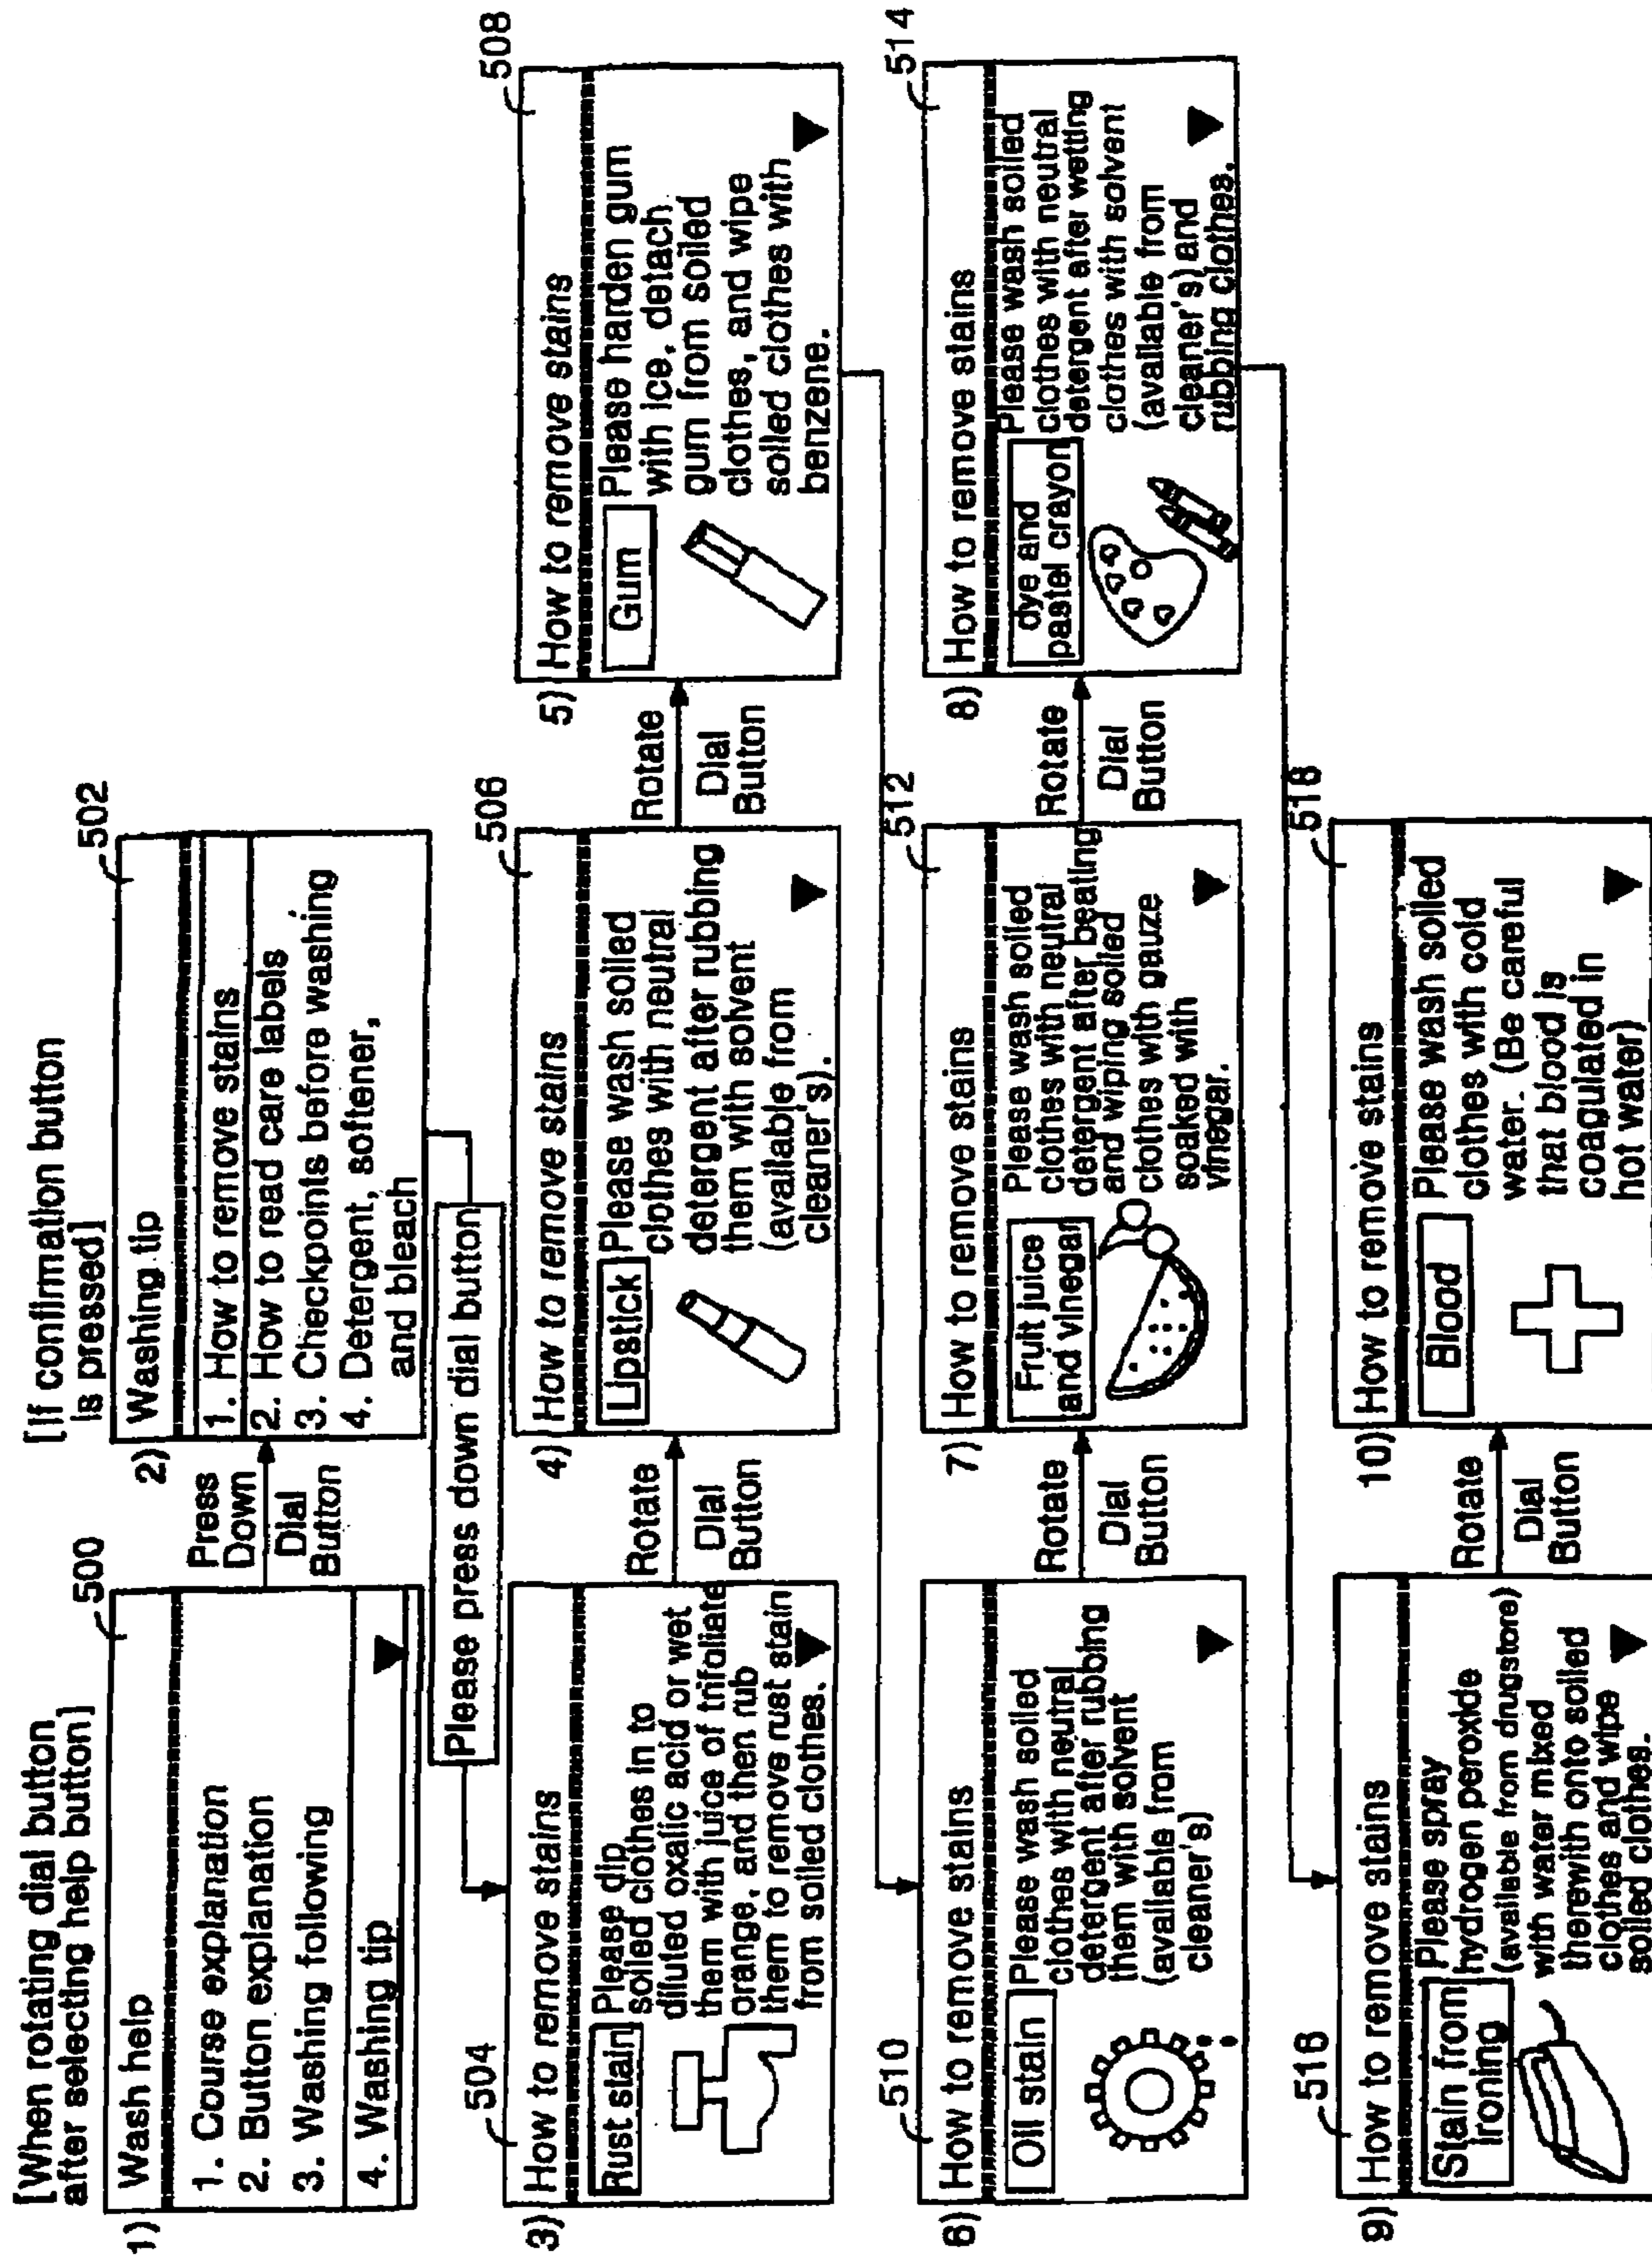 [When rotating dial button
after selecting help button]
1)
500
Wash help
1. Course explanation
2. Button explanation
3. Washing following
4. Washing tip
Press
Down
Dial
Button
[If confirmation button
is pressed]
2)
502
Washing tip
1. How to remove stains
2. How to read care labels
3. Checkpoints before washing
4. Detergent, softener,
and bleach
Please press down dial button
3)
504
How to remove stains
Rust stain
Please dip
soiled clothes in to
diluted oxalic acid or wet
them with juice of trifoliate
orange, and then rub
them to remove rust stain
from soiled clothes.
Rotate
Dial
Button
4)
506
How to remove stains
Lipstick
Please wash soiled
clothes with neutral
detergent after rubbing
them with solvent
(available from
cleaner's).
Rotate
Dial
Button
5)
508
How to remove stains
Gum
Please harden gum
with ice, detach
gum from soiled
clothes, and wipe
soiled clothes with
benzene.
6)
510
How to remove stains
Oil stain
Please wash soiled
clothes with neutral
detergent after rubbing
them with solvent
(available from
cleaner's)
Rotate
Dial
Button
7)
512
How to remove stains
Fruit juice
and vinegar
Please wash soiled
clothes with neutral
detergent after beating
and wiping soiled
clothes with gauze
soaked with
vinegar.
Rotate
Dial
Button
8)
514
How to remove stains
dye and
pastel crayon
Please wash soiled
clothes with neutral
detergent after wetting
clothes with solvent
(available from
cleaner's) and
rubbing clothes.
9)
516
How to remove stains
Stain from
ironing
Please spray
hydrogen peroxide
(available from drugstore)
with water mixed
therewith onto soiled
clothes and wipe
soiled clothes.
Rotate
Dial
Button
10)
518
How to remove stains
Blood
Please wash soiled
clothes with cold
water. (Be careful
that blood is
coagulated in
hot water)